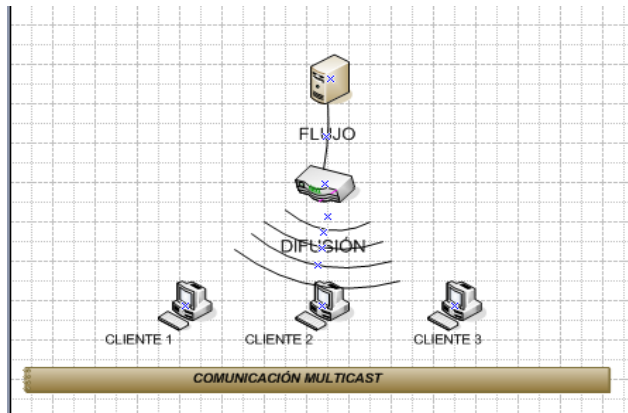 FLUJO
DIFUSIÓN
CLIENTE 1
CLIENTE 2
CLIENTE 3
COMUNICACIÓN MULTICAST